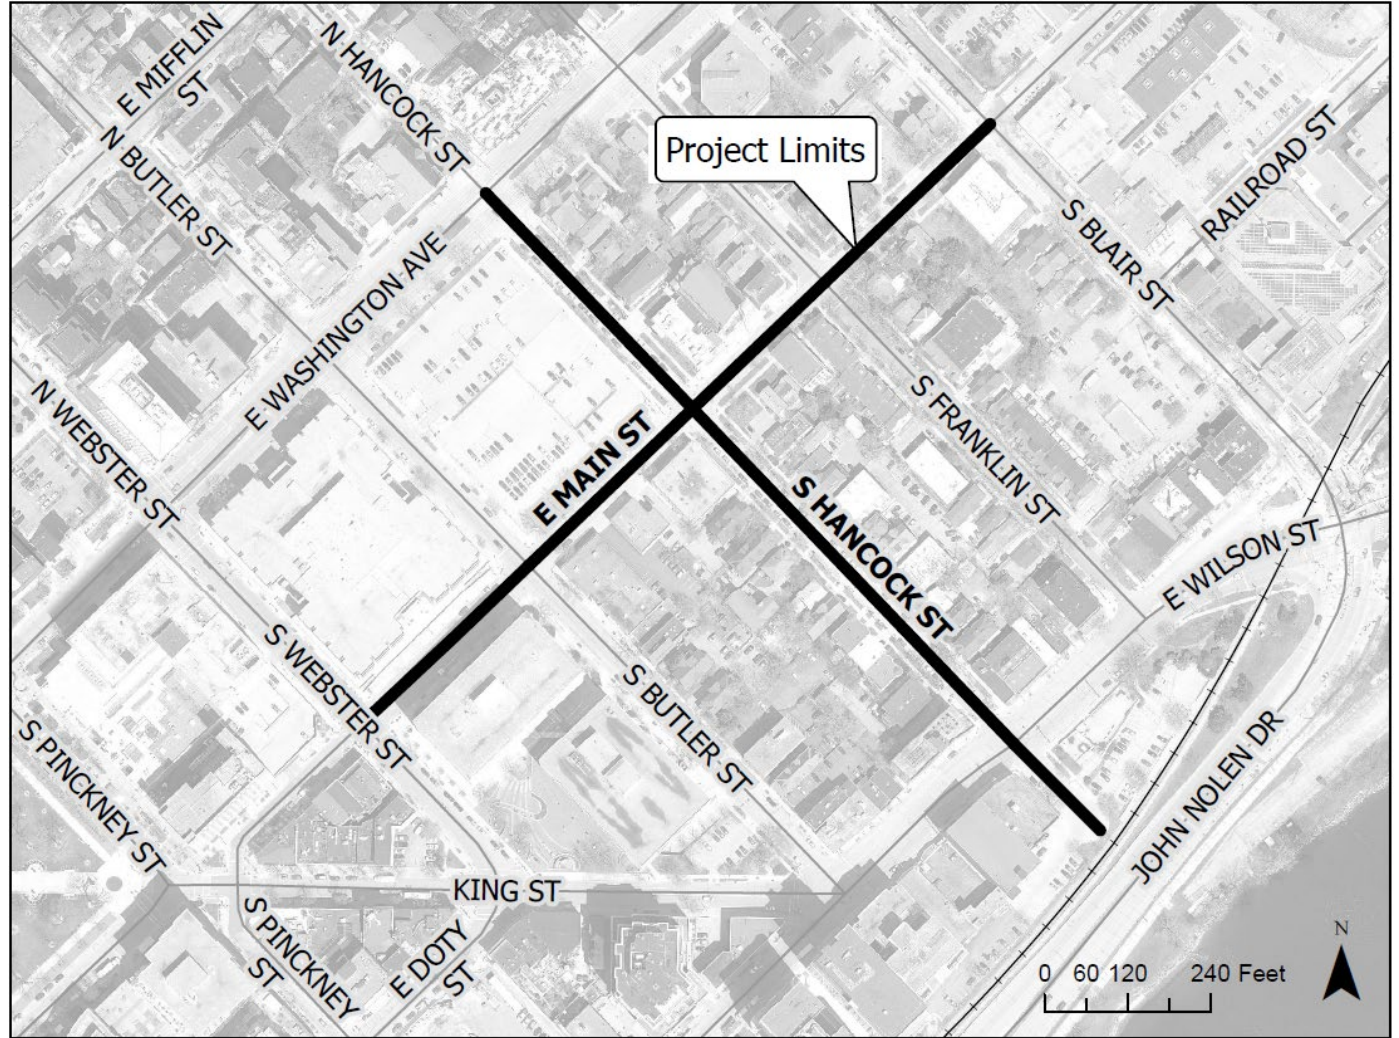 E MIFFLIN
ST
N HANCOCK ST
N BUTLER ST
Project Limits
RAILROAD ST
S BLAIR ST
E WASHINGTON AVE
N WEBSTER ST
E MAIN ST
S FRANKLIN ST
S HANCOCK ST
E WILSON ST
S WEBSTER ST
S BUTLER ST
S PINCKNEY ST
JOHN NOLEN DR
KING ST
S PINCKNEY
ST
E DOTY
ST
N
0 60 120 240 Feet